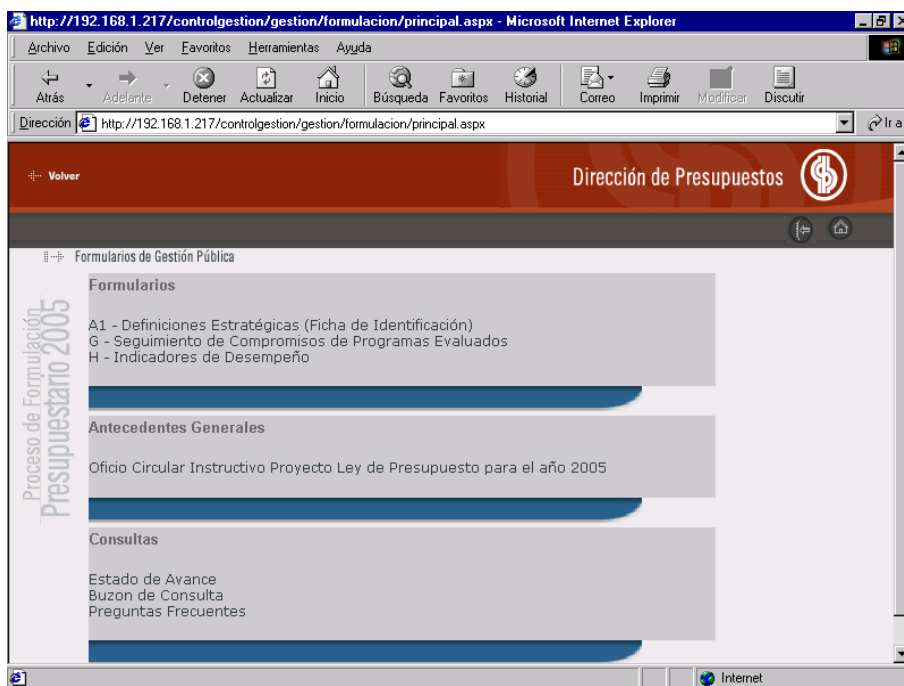 http://192.168.1.217/controlgestion/gestion/formulacion/principal.aspx - Microsoft Internet Explorer
Archivo Edición Ver Favoritos Herramientas Ayuda
Atrás Adelante Detener Actualizar Inicio Búsqueda Favoritos Historial Correo Imprimir Modificar Discutir
Dirección http://192.168.1.217/controlgestion/gestion/formulacion/principal.aspx Ir a
Volver
Dirección de Presupuestos
Formularios de Gestión Pública
Proceso de Formulación
Presupuestario 2005
Formularios
A1 - Definiciones Estratégicas (Ficha de Identificación)
G - Seguimiento de Compromisos de Programas Evaluados
H - Indicadores de Desempeño
Antecedentes Generales
Oficio Circular Instructivo Proyecto Ley de Presupuesto para el año 2005
Consultas
Estado de Avance
Buzon de Consulta
Preguntas Frecuentes
Internet